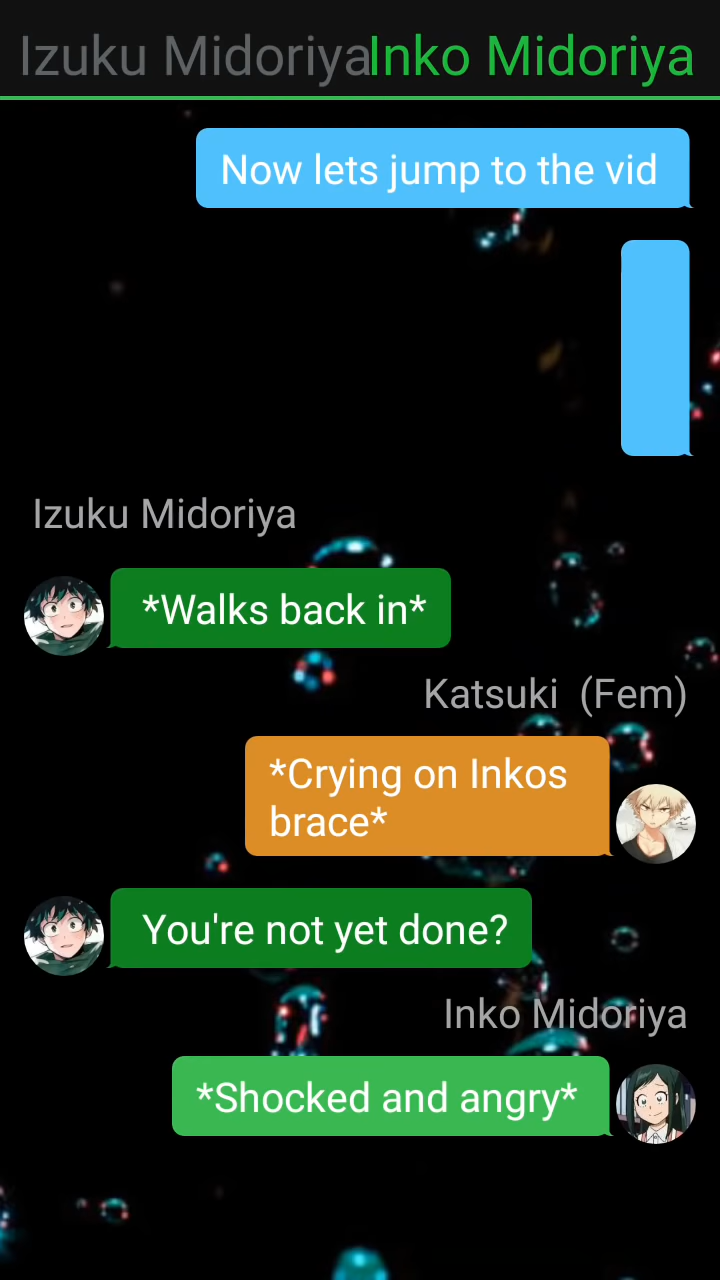 Izuku Midoriya Inko Midoriya
Now lets jump to the vid
Izuku Midoriya
*Walks back in*
Katsuki  (Fem)
*Crying on Inkos
brace*
You're not yet done?
Inko Midoriya
*Shocked and angry*